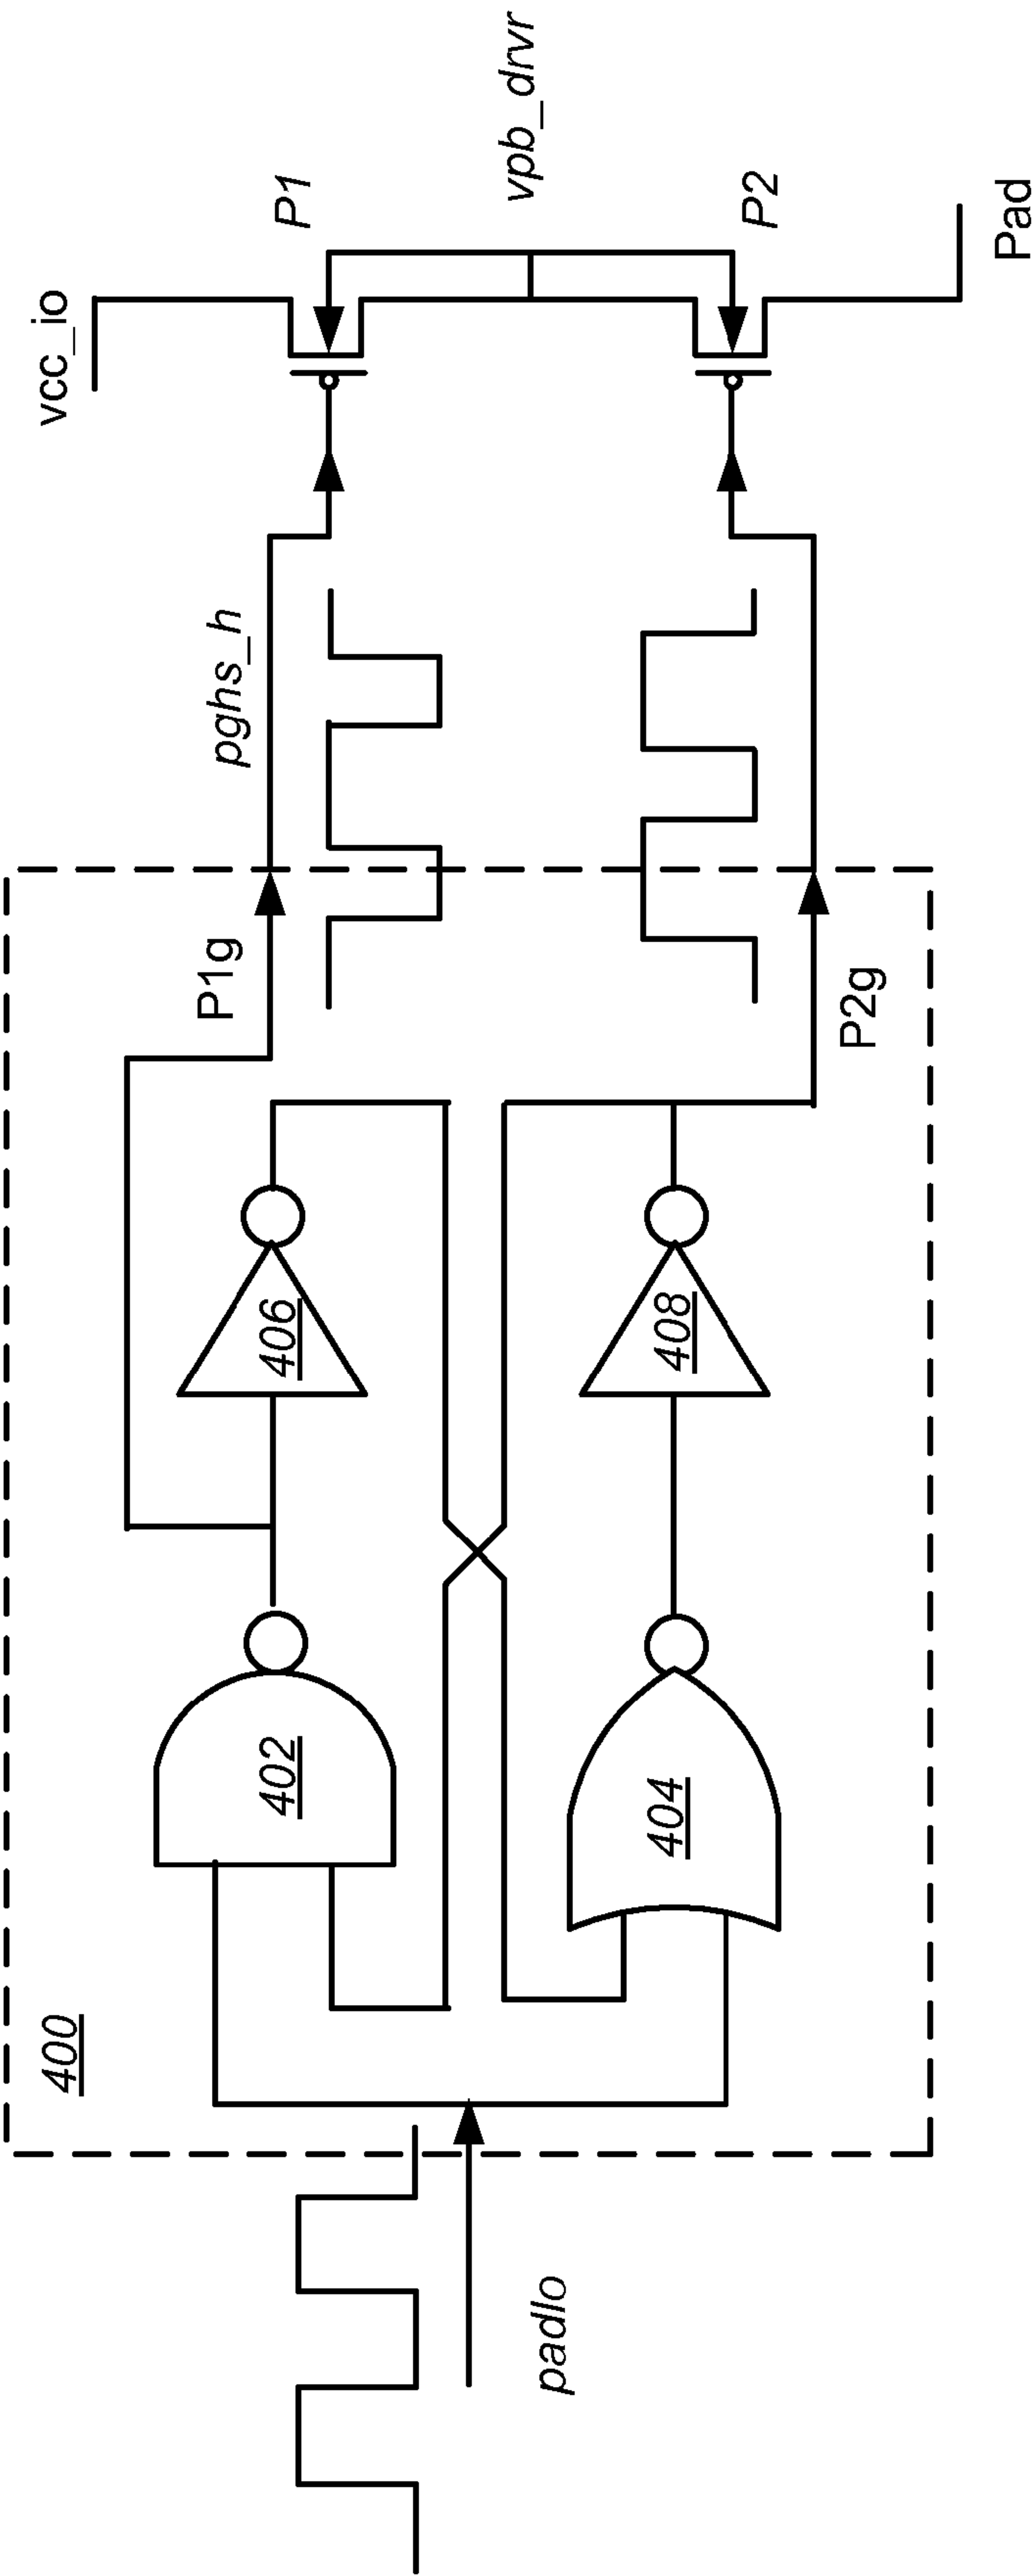 400
padlo
402
404
406
408
P1g
P2g
pghs_h
vcc_io
P1
vpb_drvr
P2
Pad